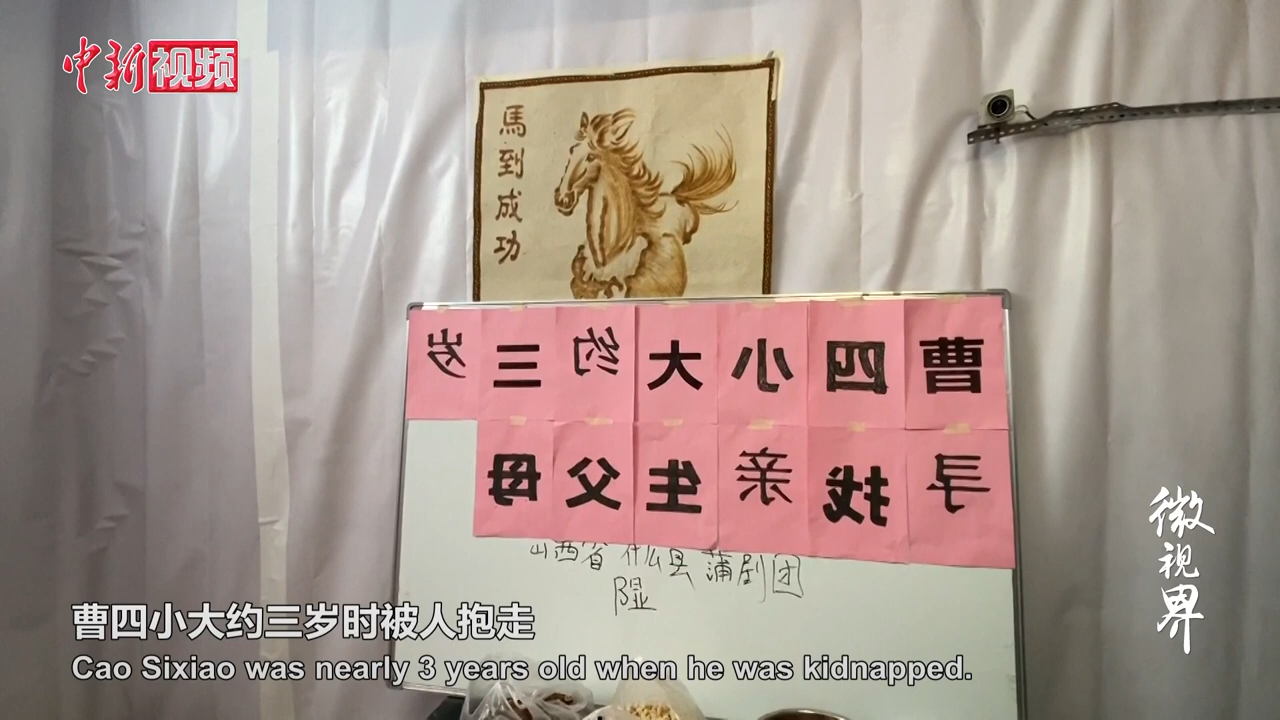 中新视频
馬到成功
曹四小大约三岁
寻找亲生父母
山西省 什么县 蒲剧团
微视界
曹四小大约三岁时被人抱走
Cao Sixiao was nearly 3 years old when he was kidnapped.